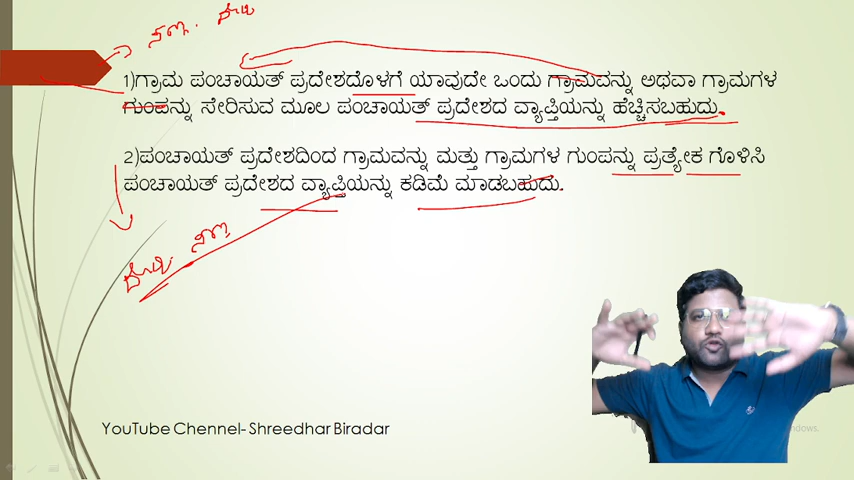 1)ಗ್ರಾಮ ಪಂಚಾಯತ್ ಪ್ರದೇಶದೊಳಗೆ ಯಾವುದೇ ಒಂದು ಗ್ರಾಮವನ್ನು ಅಥವಾ ಗ್ರಾಮಗಳ
ಗುಂಪನ್ನು ಸೇರಿಸುವ ಮೂಲ ಪಂಚಾಯತ್ ಪ್ರದೇಶದ ವ್ಯಾಪ್ತಿಯನ್ನು ಹೆಚ್ಚಿಸಬಹುದು.
2)ಪಂಚಾಯತ್ ಪ್ರದೇಶದಿಂದ ಗ್ರಾಮವನ್ನು ಮತ್ತು ಗ್ರಾಮಗಳ ಗುಂಪನ್ನು ಪ್ರತ್ಯೇಕ ಗೊಳಿಸಿ
ಪಂಚಾಯತ್ ಪ್ರದೇಶದ ವ್ಯಾಪ್ತಿಯನ್ನು ಕಡಿಮೆ ಮಾಡಬಹುದು.
YouTube Chennel- Shreedhar Biradar